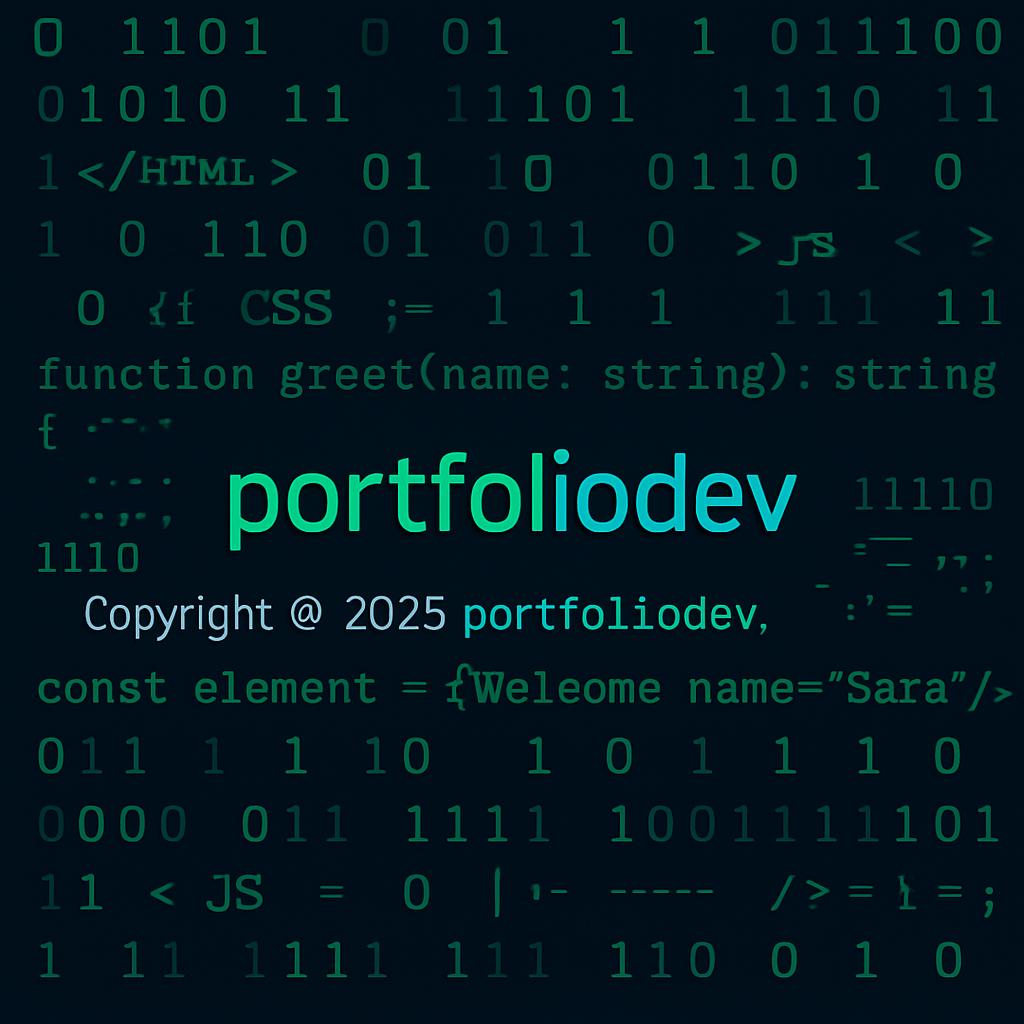 0 1101 0 01 1 1 011100
01010 11 11101 1110 11
1 </HTML> 01 10 0110 1 0
1 0 110 01 011 0 > JS < >
0 {f CSS ;= 1 1 1 111 11
function greet(name: string): string
{
portfoliodev
11110
1110
Copyright @ 2025 portfoliodev,
const element = {Weleome name="Sara"/>
011 1 1 10 1 0 1 1 1 0
0000 011 1111 1001111101
11 < JS = 0 | ----- /> = = ;
1 11 1111 111 110 0 1 0